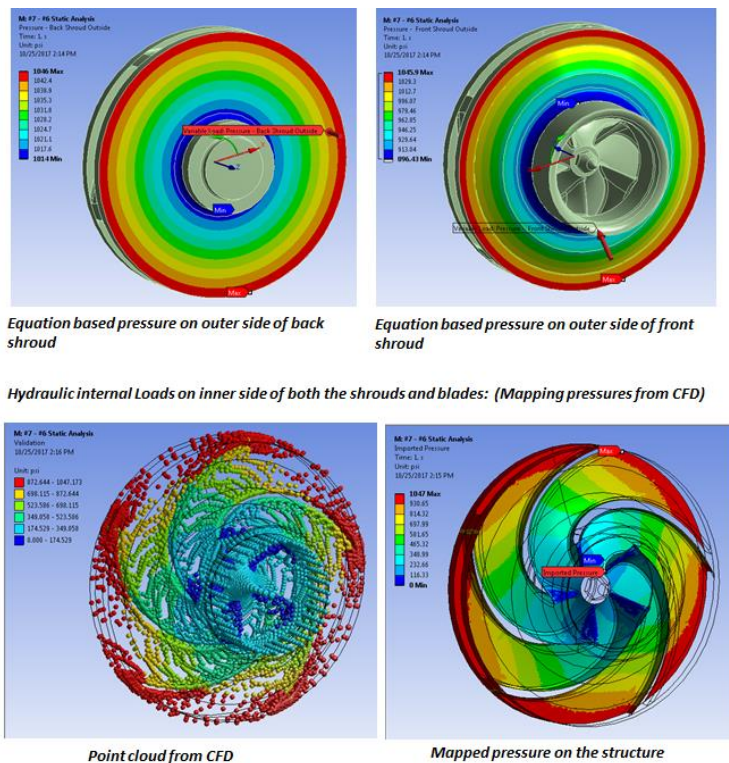 M: #7 - #6 Static Analysis
Pressure - Back Shroud Outside
Time: 1. s
Unit: psi
10/25/2017 2:14 PM
1046 Max
1042.4
1038.9
1035.3
1031.8
1028.2
1024.7
1021.1
1017.6
1014 Min
Variable Load: Pressure - Back Shroud Outside
Min
Max
M: #7 - #6 Static Analysis
Pressure - Front Shroud Outside
Time: 1. s
Unit: psi
10/25/2017 2:14 PM
1045.9 Max
1029.3
1012.7
996.07
979.46
962.85
946.25
929.64
913.04
896.43 Min
Min
Variable Load: Pressure - Front Shroud Outside
Max
Equation based pressure on outer side of back
shroud
Equation based pressure on outer side of front
shroud
Hydraulic internal Loads on inner side of both the shrouds and blades: (Mapping pressures from CFD)
M: #7 - #6 Static Analysis
Validation
10/25/2017 2:16 PM
Unit: psi
872.644 - 1047.173
698.115 - 872.644
523.586 - 698.115
349.058 - 523.586
174.529 - 349.058
0.000 - 174.529
M: #7 - #6 Static Analysis
Imported Pressure
Time: 1. s
Unit: psi
10/25/2017 2:15 PM
1047 Max
930.65
814.32
697.99
581.65
465.32
348.99
232.66
116.33
0 Min
Max
Min
Imported Pressure
Point cloud from CFD
Mapped pressure on the structure